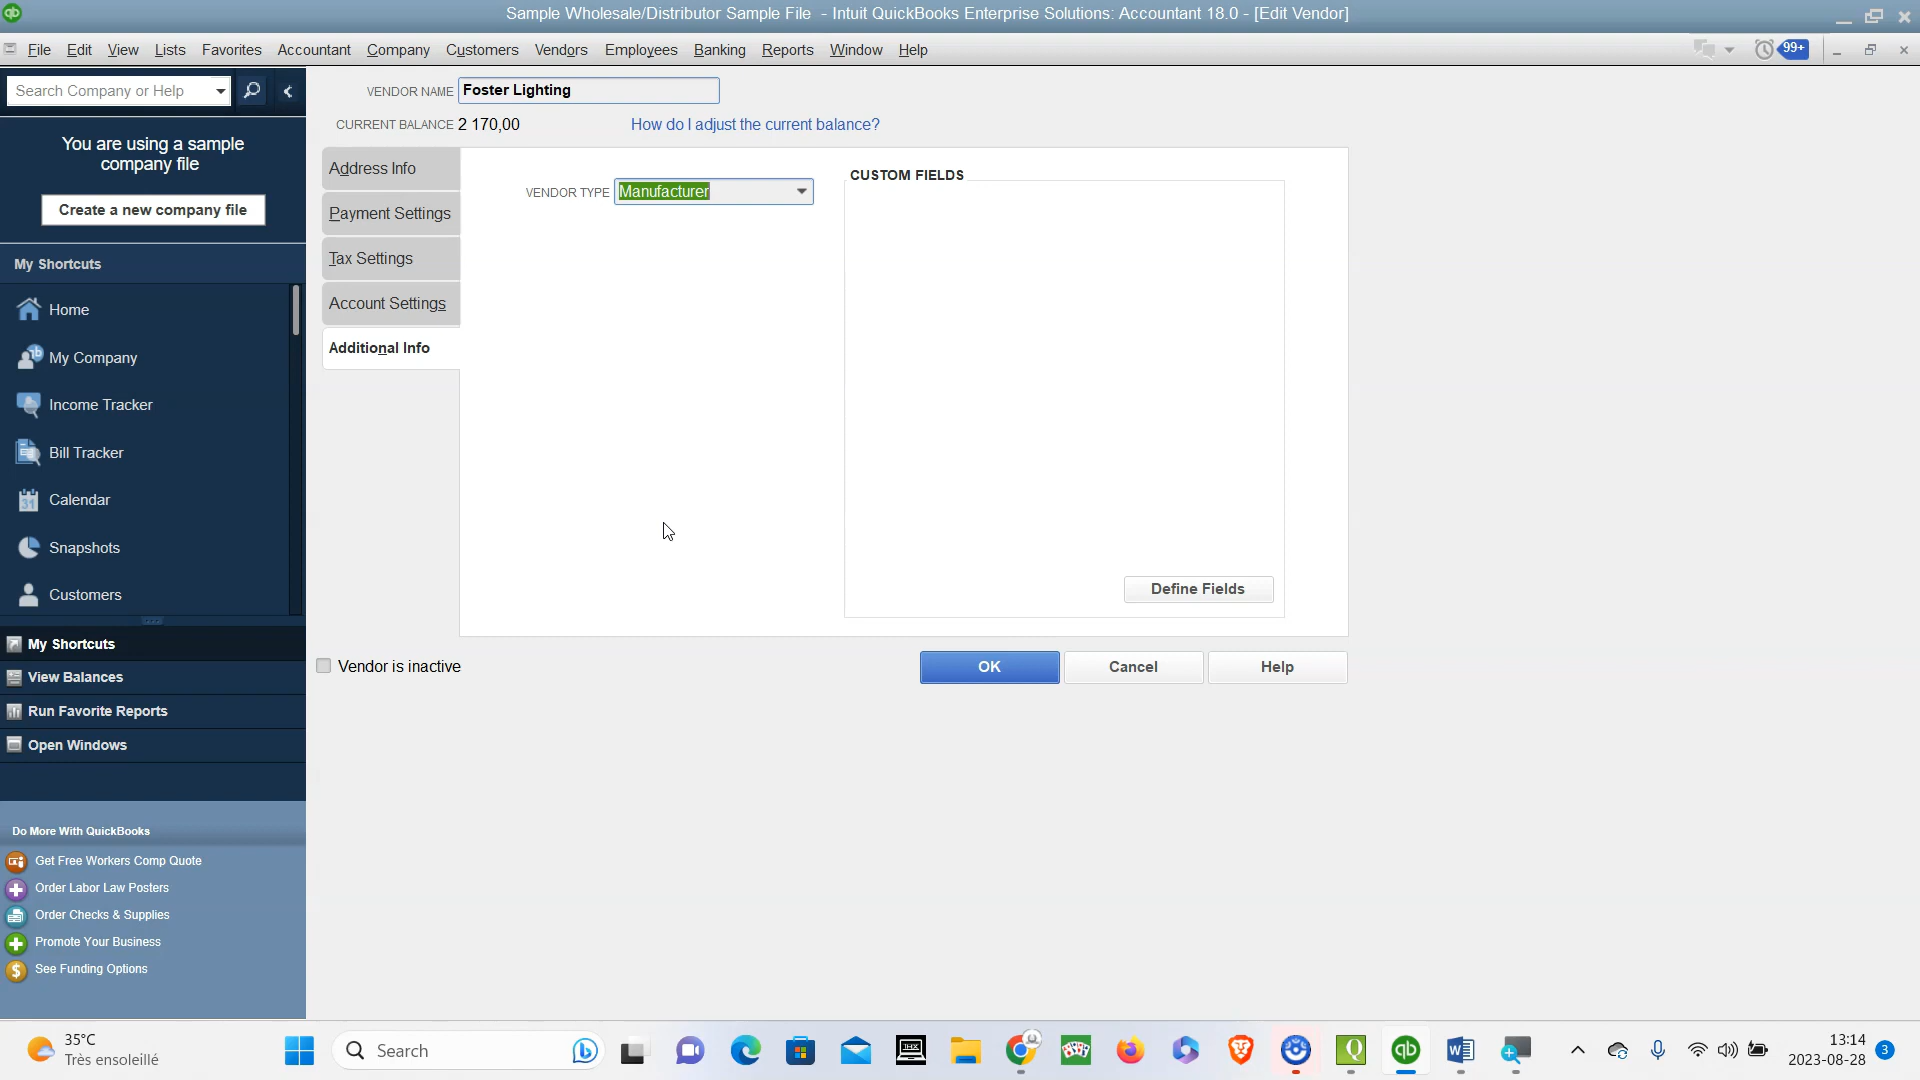 Sample Wholesale/Distributor Sample File - Intuit QuickBooks Enterprise Solutions: Accountant 18.0 - [Edit Vendor]
File Edit View Lists Favorites Accountant Company Customers Vendors Employees Banking Reports Window Help
99+
Search Company or Help
You are using a sample
company file
Create a new company file
My Shortcuts
Home
My Company
Income Tracker
Bill Tracker
Calendar
Snapshots
Customers
My Shortcuts
View Balances
Run Favorite Reports
Open Windows
Do More With QuickBooks
Get Free Workers Comp Quote
Order Labor Law Posters
Order Checks & Supplies
Promote Your Business
See Funding Options
VENDOR NAME Foster Lighting
CURRENT BALANCE 2 170,00
How do I adjust the current balance?
Address Info
Payment Settings
Tax Settings
Account Settings
Additional Info
VENDOR TYPE Manufacturer
CUSTOM FIELDS
Define Fields
Vendor is inactive
OK
Cancel
Help
35°C
Très ensoleillé
Search
13:14
2023-08-28
3